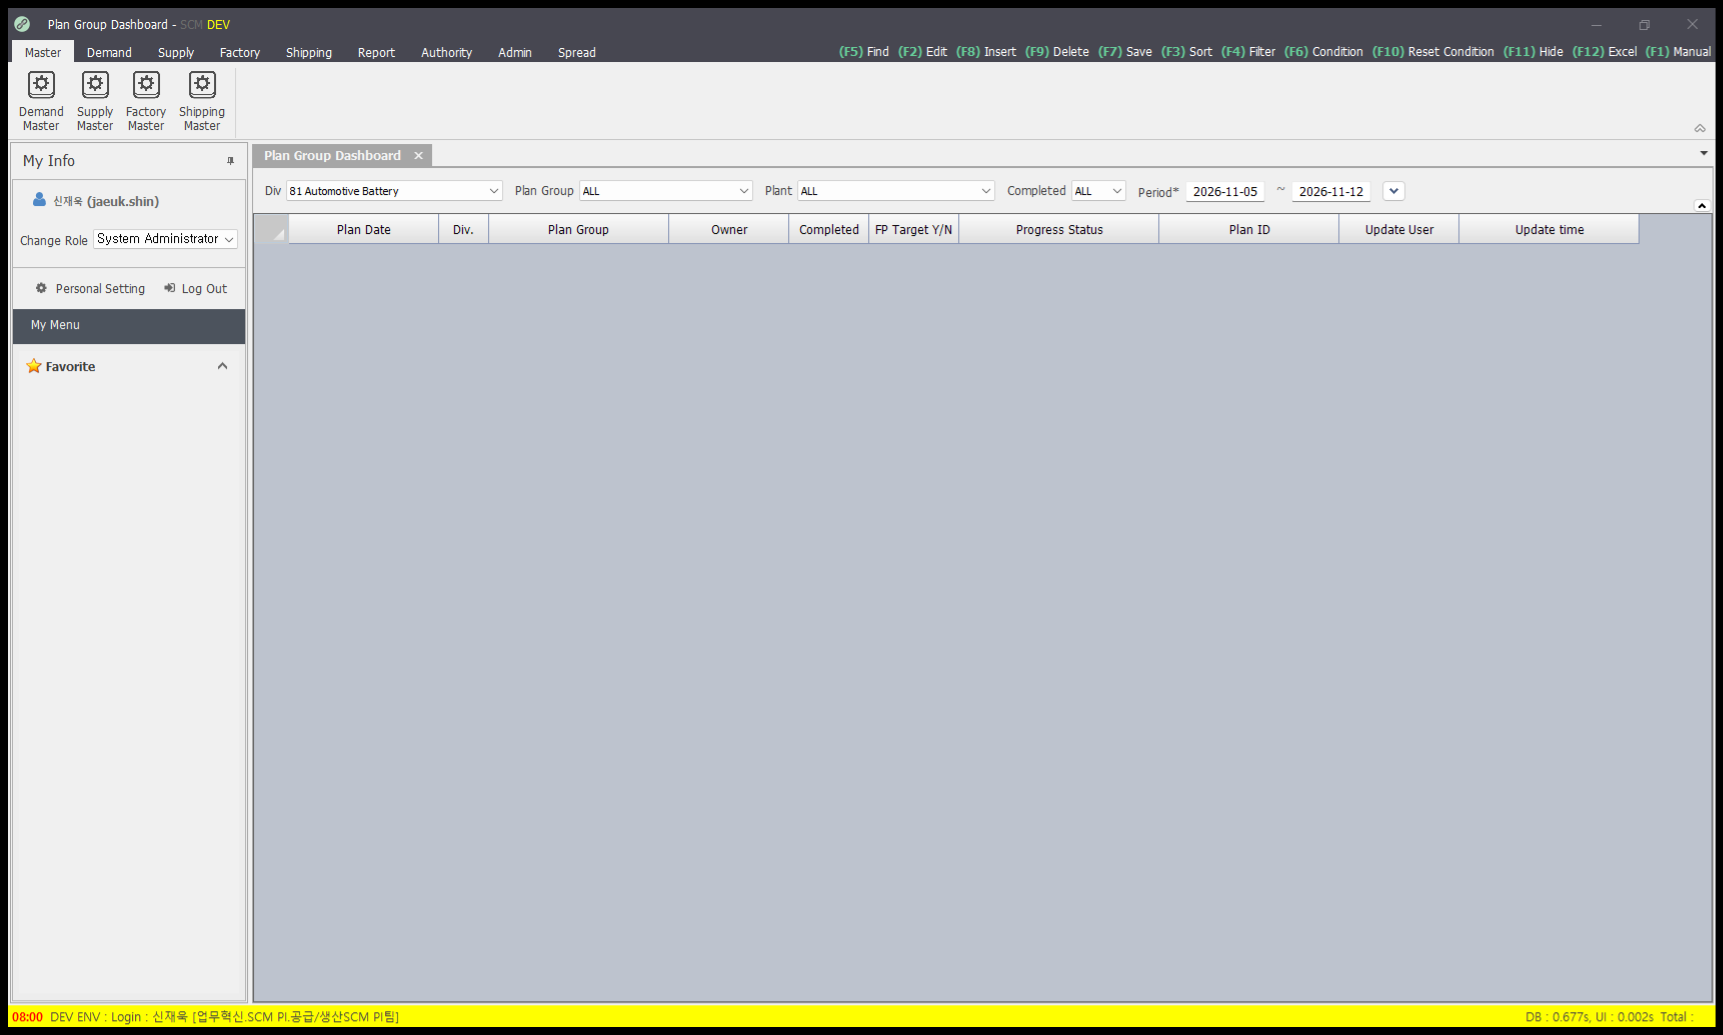 Plan Group Dashboard - SCM DEV
Master Demand Supply Factory Shipping Report Authority Admin Spread (F5) Find (F2) Edit (F8) Insert (F9) Delete (F7) Save (F3) Sort (F4) Filter (F6) Condition (F10) Reset Condition (F11) Hide (F12) Excel (F1) Manual
Demand Master Supply Master Factory Master Shipping Master
My Info
Plan Group Dashboard
신재욱 (jaeuk.shin)
Change Role System Administrator
Personal Setting Log Out
My Menu
Favorite
Div 81 Automotive Battery Plan Group ALL Plant ALL Completed ALL Period* 2026-11-05 ~ 2026-11-12
Plan Date Div. Plan Group Owner Completed FP Target Y/N Progress Status Plan ID Update User Update time
08:00 DEV ENV : Login : 신재욱 [업무혁신.SCM PI.공급/생산SCM PI팀] DB : 0.677s, UI : 0.002s Total :